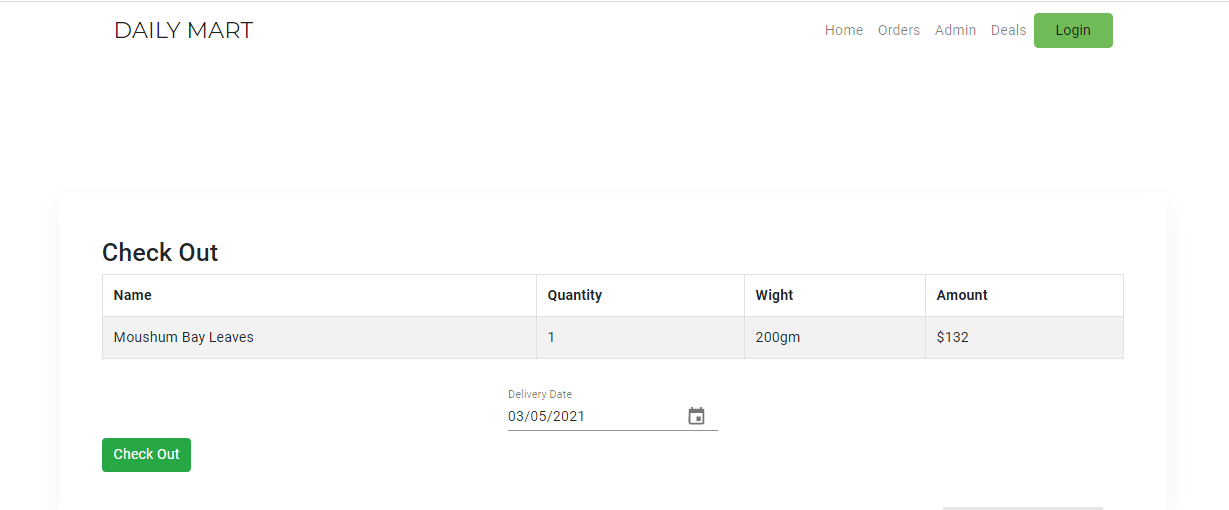 DAILY MART Home Orders Admin Deals Login
Check Out
Name Quantity Wight Amount
Moushum Bay Leaves 1 200gm $132
Delivery Date
03/05/2021
Check Out